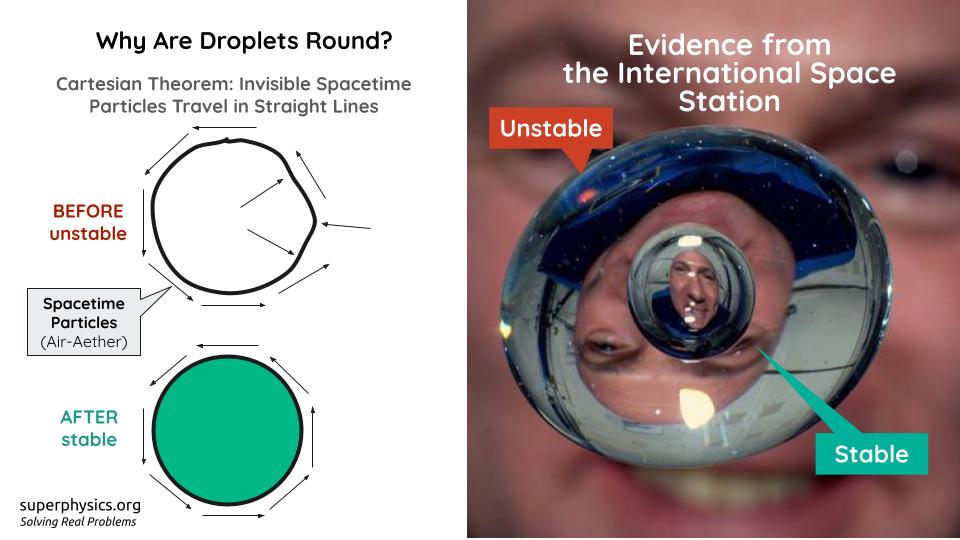 Why Are Droplets Round?
Cartesian Theorem: Invisible Spacetime
Particles Travel in Straight Lines
BEFORE
unstable
Spacetime
Particles
(Air-Aether)
AFTER
stable
superphysics.org
Solving Real Problems
Evidence from
the International Space
Station
Unstable
Stable